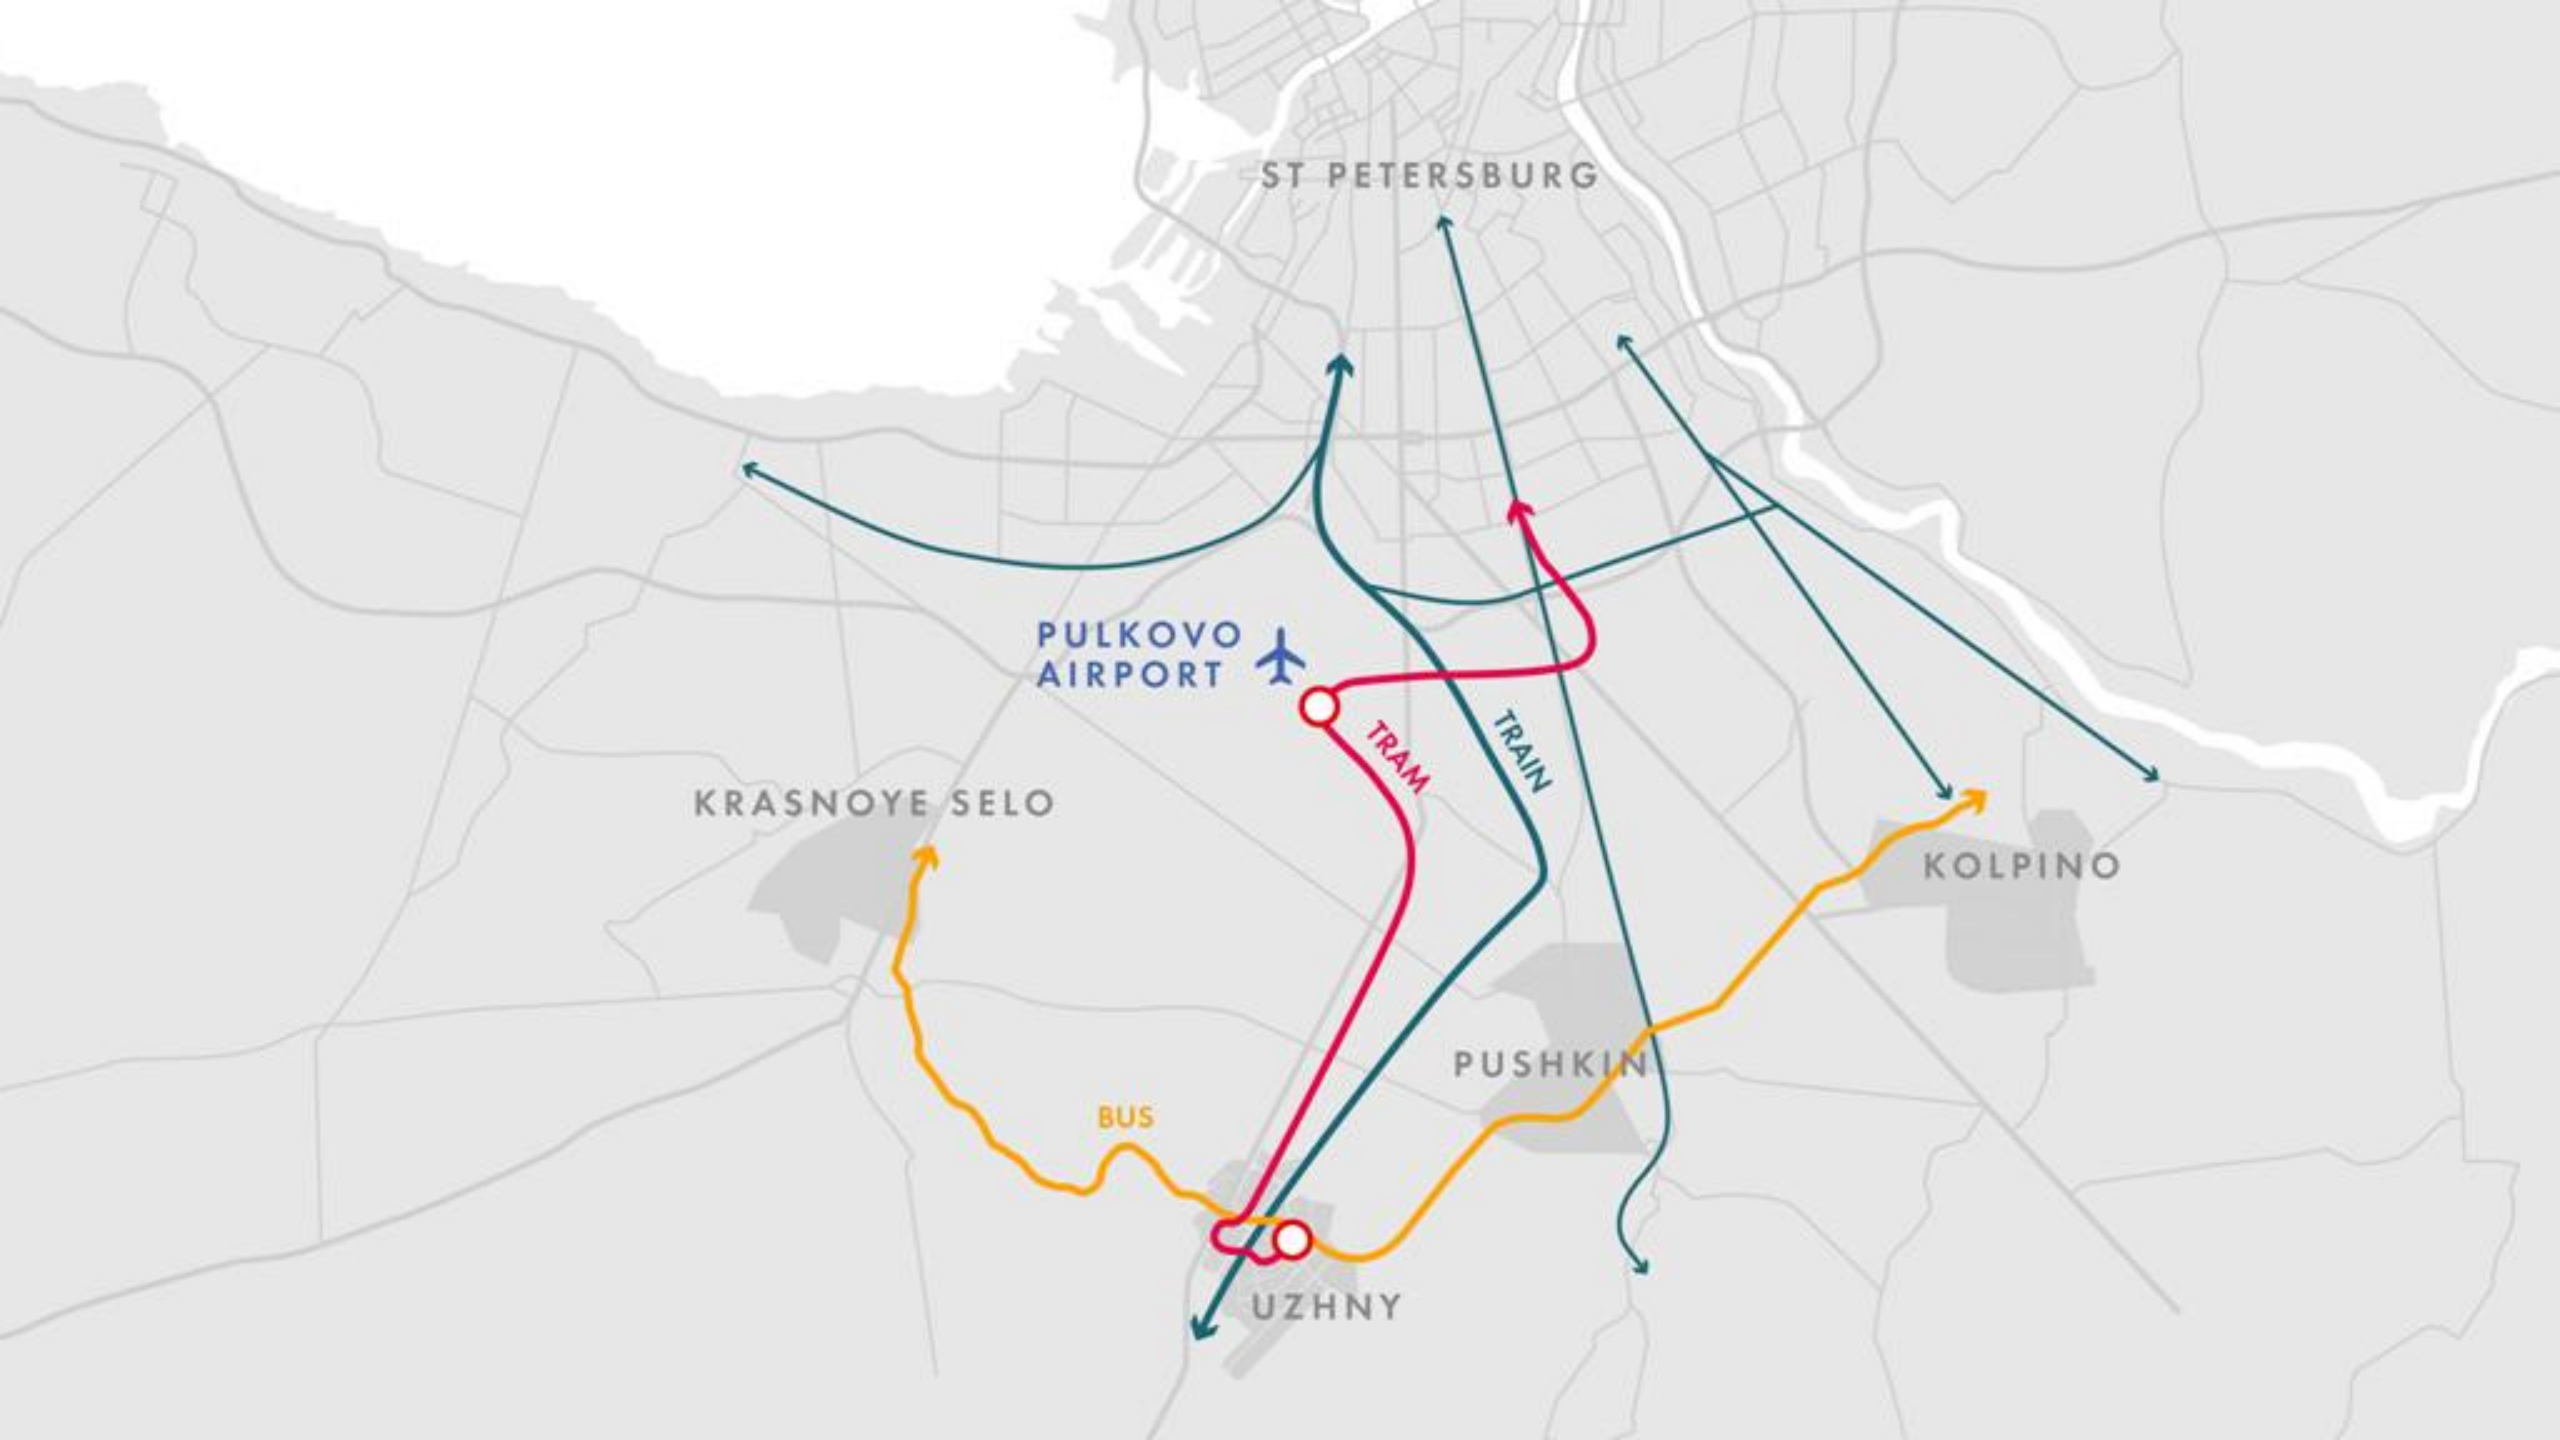 ST PETERSBURG
PULKOVO
AIRPORT
TRAM
TRAIN
KRASNOYE SELO
KOLPINO
PUSHKIN
BUS
UZHNY